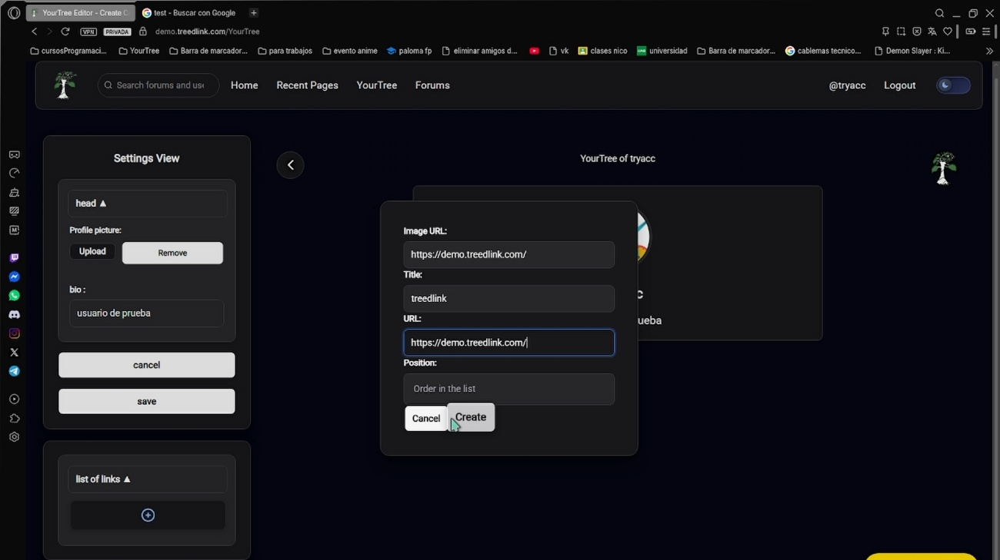 YourTree Editor - Create C
test - Buscar con Google
VPN
PRIVADA
demo.treedlink.com/YourTree
cursosProgramaci...
YourTree
Barra de marcador...
para trabajos
evento anime
paloma fp
eliminar amigos d...
vk
clases nico
universidad
Barra de marcador...
cablemas tecnico...
Demon Slayer : Ki...
Search forums and use
Home
Recent Pages
YourTree
Forums
@tryacc
Logout
Settings View
head ▲
Profile picture:
Upload
Remove
bio :
usuario de prueba
cancel
save
list of links ▲
YourTree of tryacc
c
ueba
Image URL:
https://demo.treedlink.com/
Title:
treedlink
URL:
https://demo.treedlink.com/
Position:
Order in the list
Cancel
Create